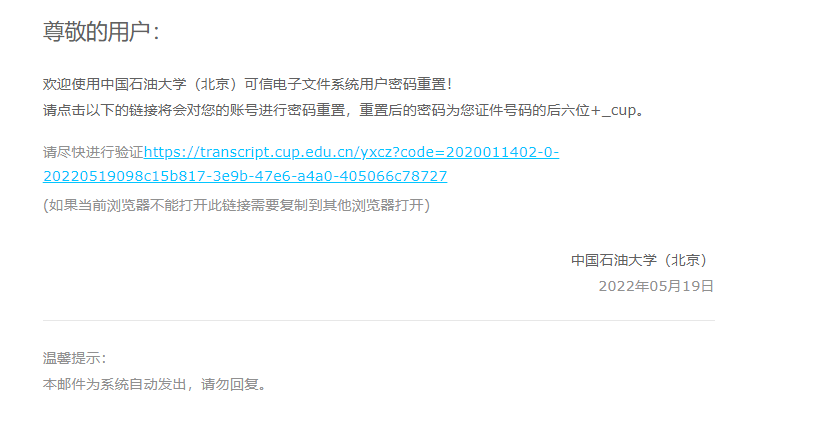 尊敬的用户：
欢迎使用中国石油大学（北京）可信电子文件系统用户密码重置！
请点击以下的链接将会对您的账号进行密码重置，重置后的密码为您证件号码的后六位+_cup。
请尽快进行验证https://transcript.cup.edu.cn/yxcz?code=2020011402-0-
20220519098c15b817-3e9b-47e6-a4a0-405066c78727
(如果当前浏览器不能打开此链接需要复制到其他浏览器打开)
中国石油大学（北京）
2022年05月19日
温馨提示：
本邮件为系统自动发出，请勿回复。